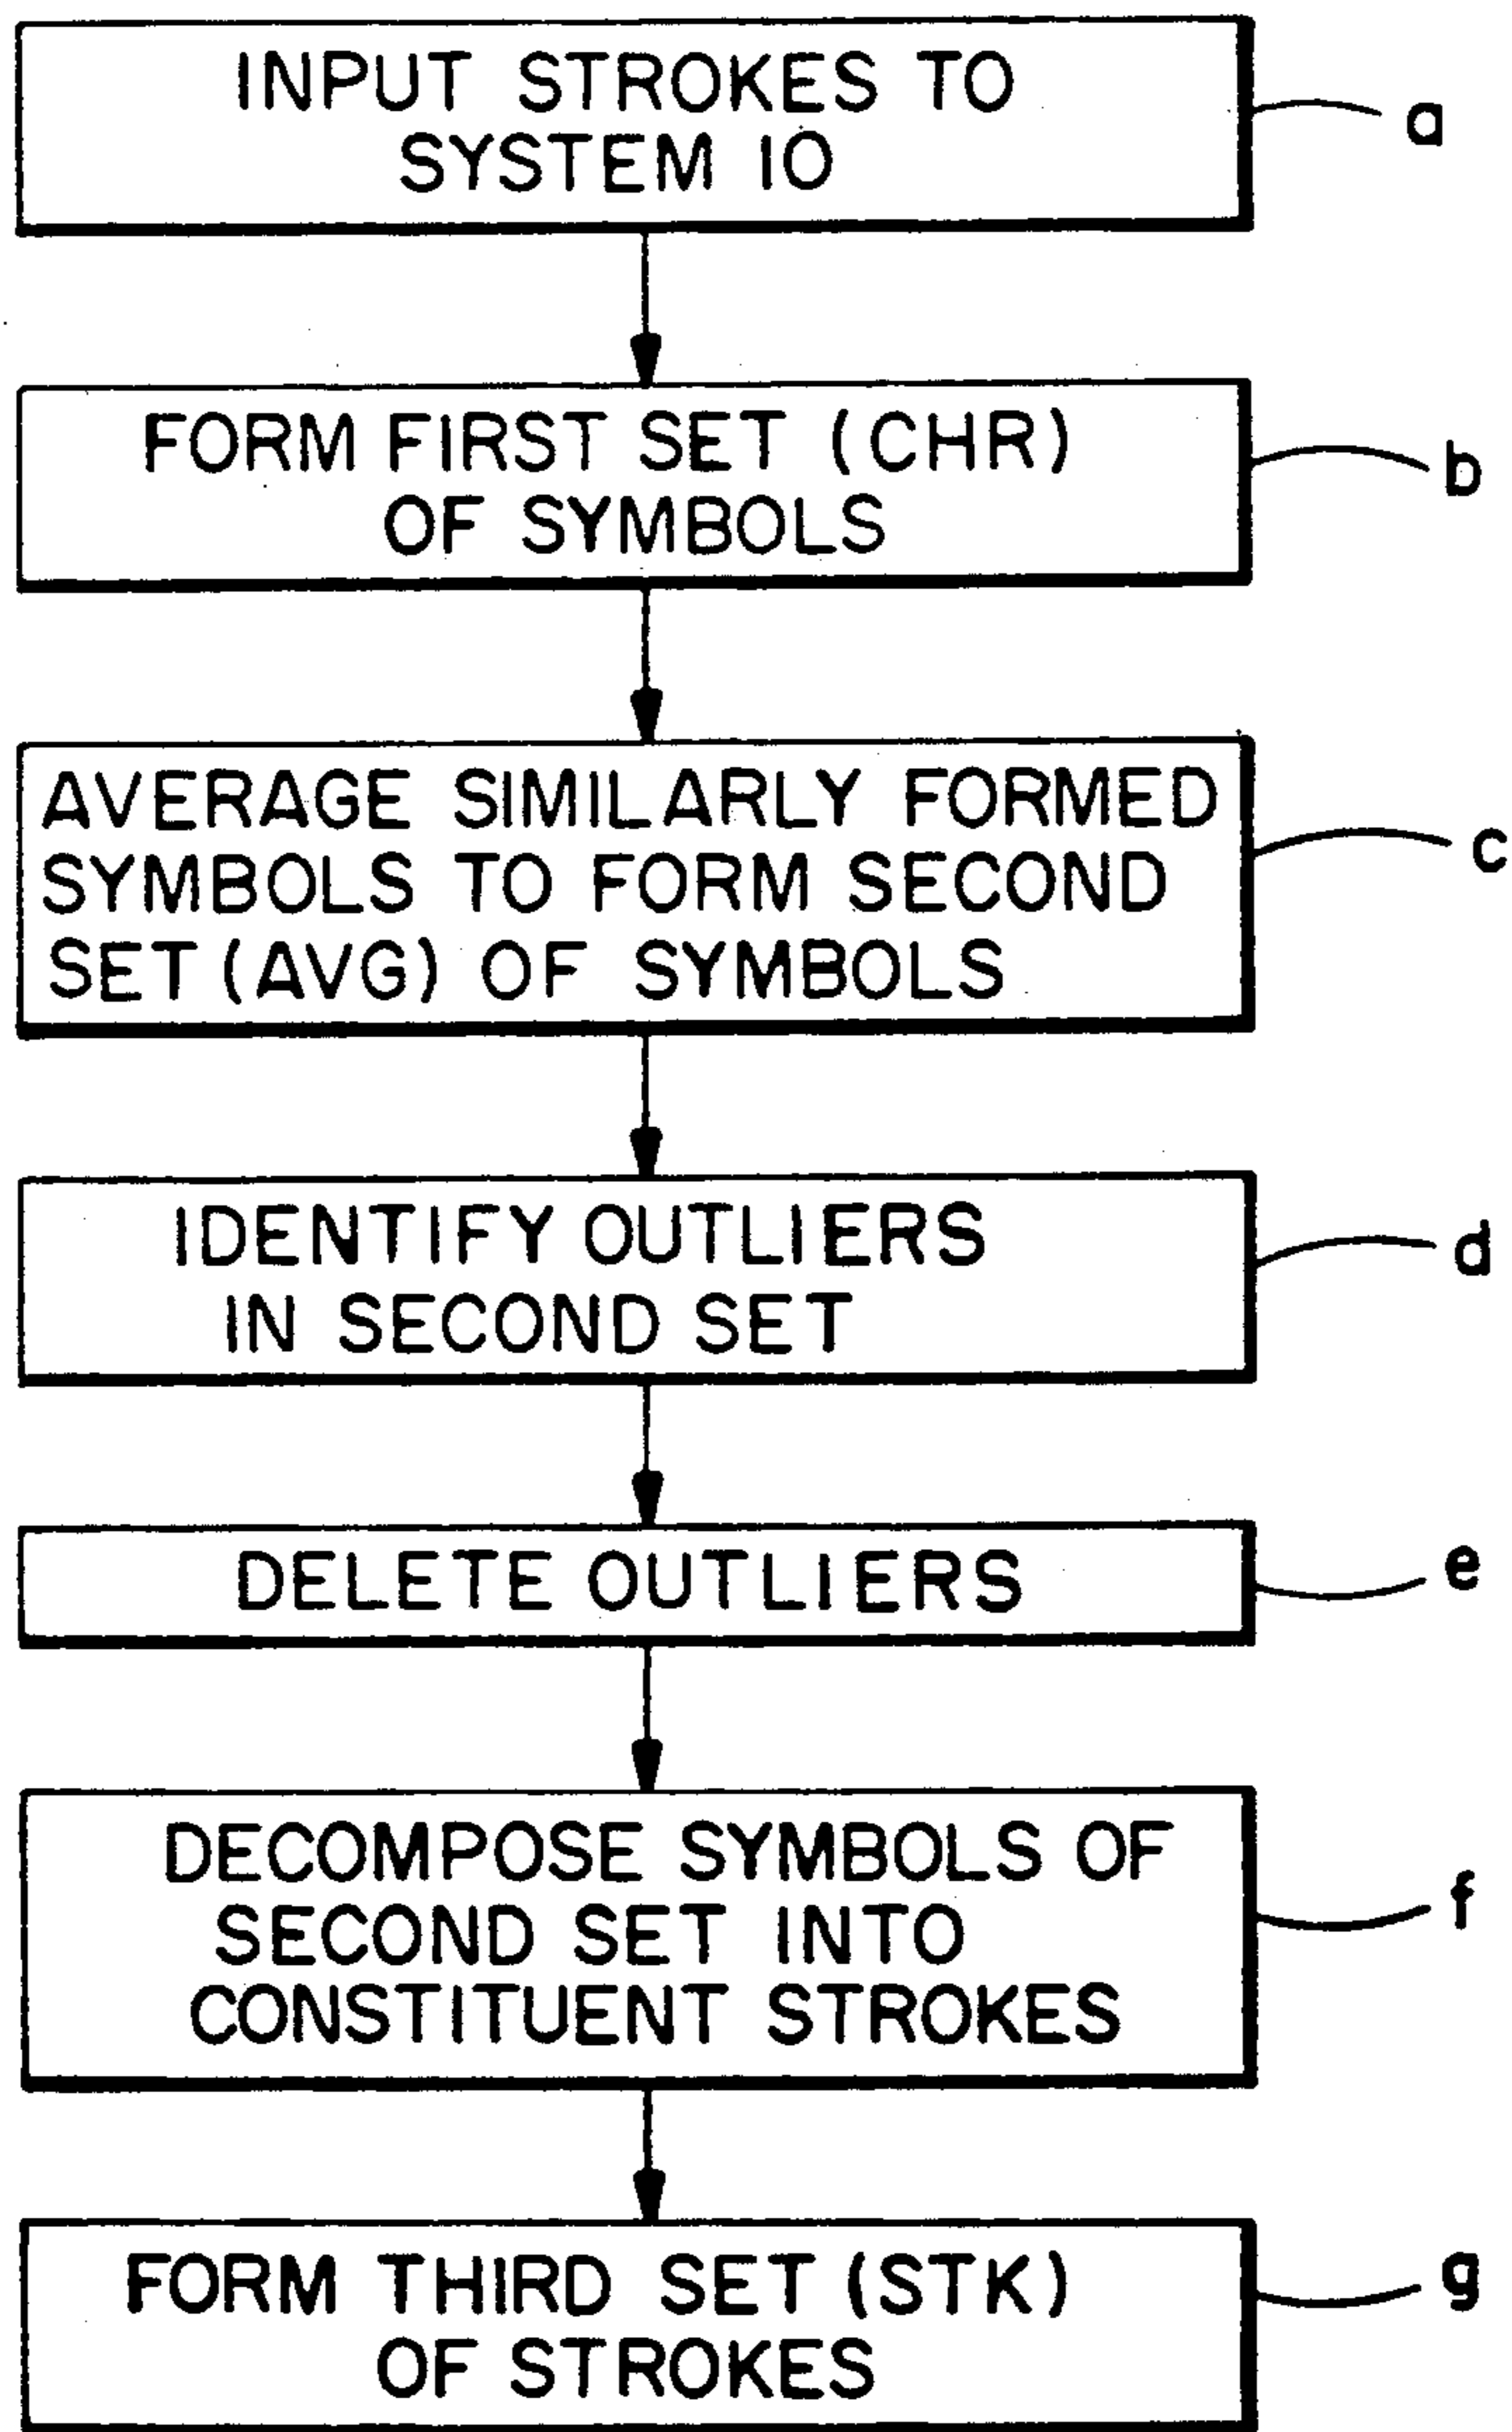 INPUT STROKES TO
SYSTEM 10
a
FORM FIRST SET (CHR)
OF SYMBOLS
b
AVERAGE SIMILARLY FORMED
SYMBOLS TO FORM SECOND
SET (AVG) OF SYMBOLS
c
IDENTIFY OUTLIERS
IN SECOND SET
d
DELETE OUTLIERS
e
DECOMPOSE SYMBOLS OF
SECOND SET INTO
CONSTITUENT STROKES
f
FORM THIRD SET (STK)
OF STROKES
g